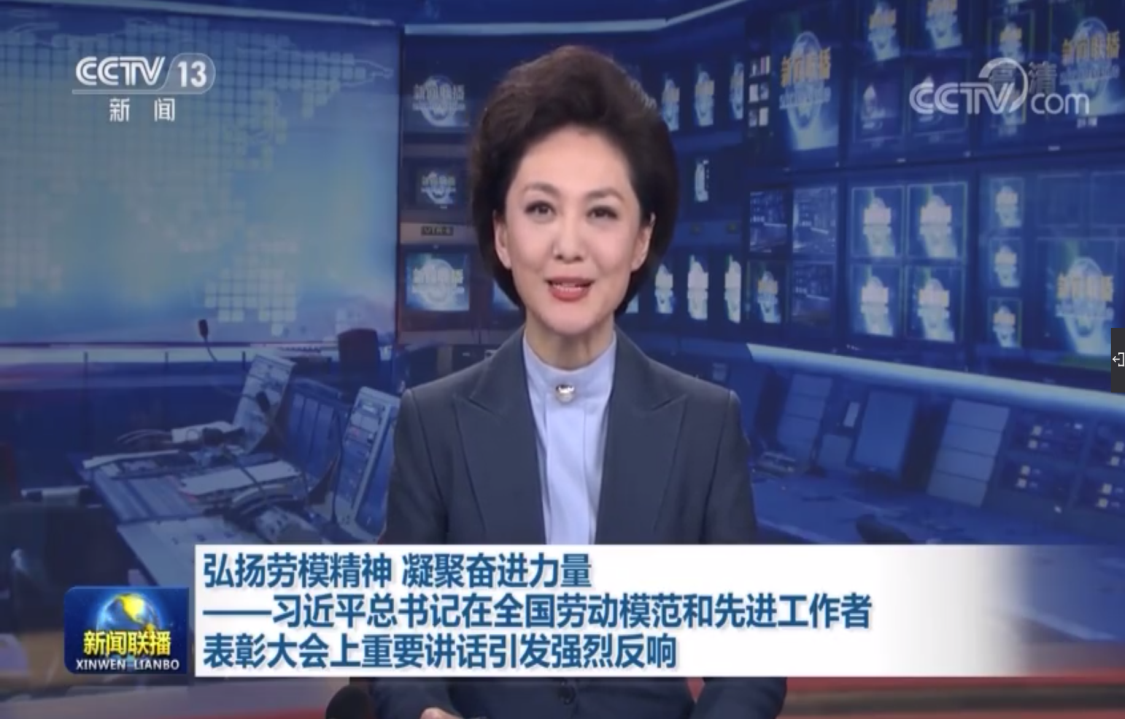 CCTV 13
新闻
高清
CCTV.com
弘扬劳模精神 凝聚奋进力量
——习近平总书记在全国劳动模范和先进工作者
表彰大会上重要讲话引发强烈反响
新闻联播
XINWEN LIANBO